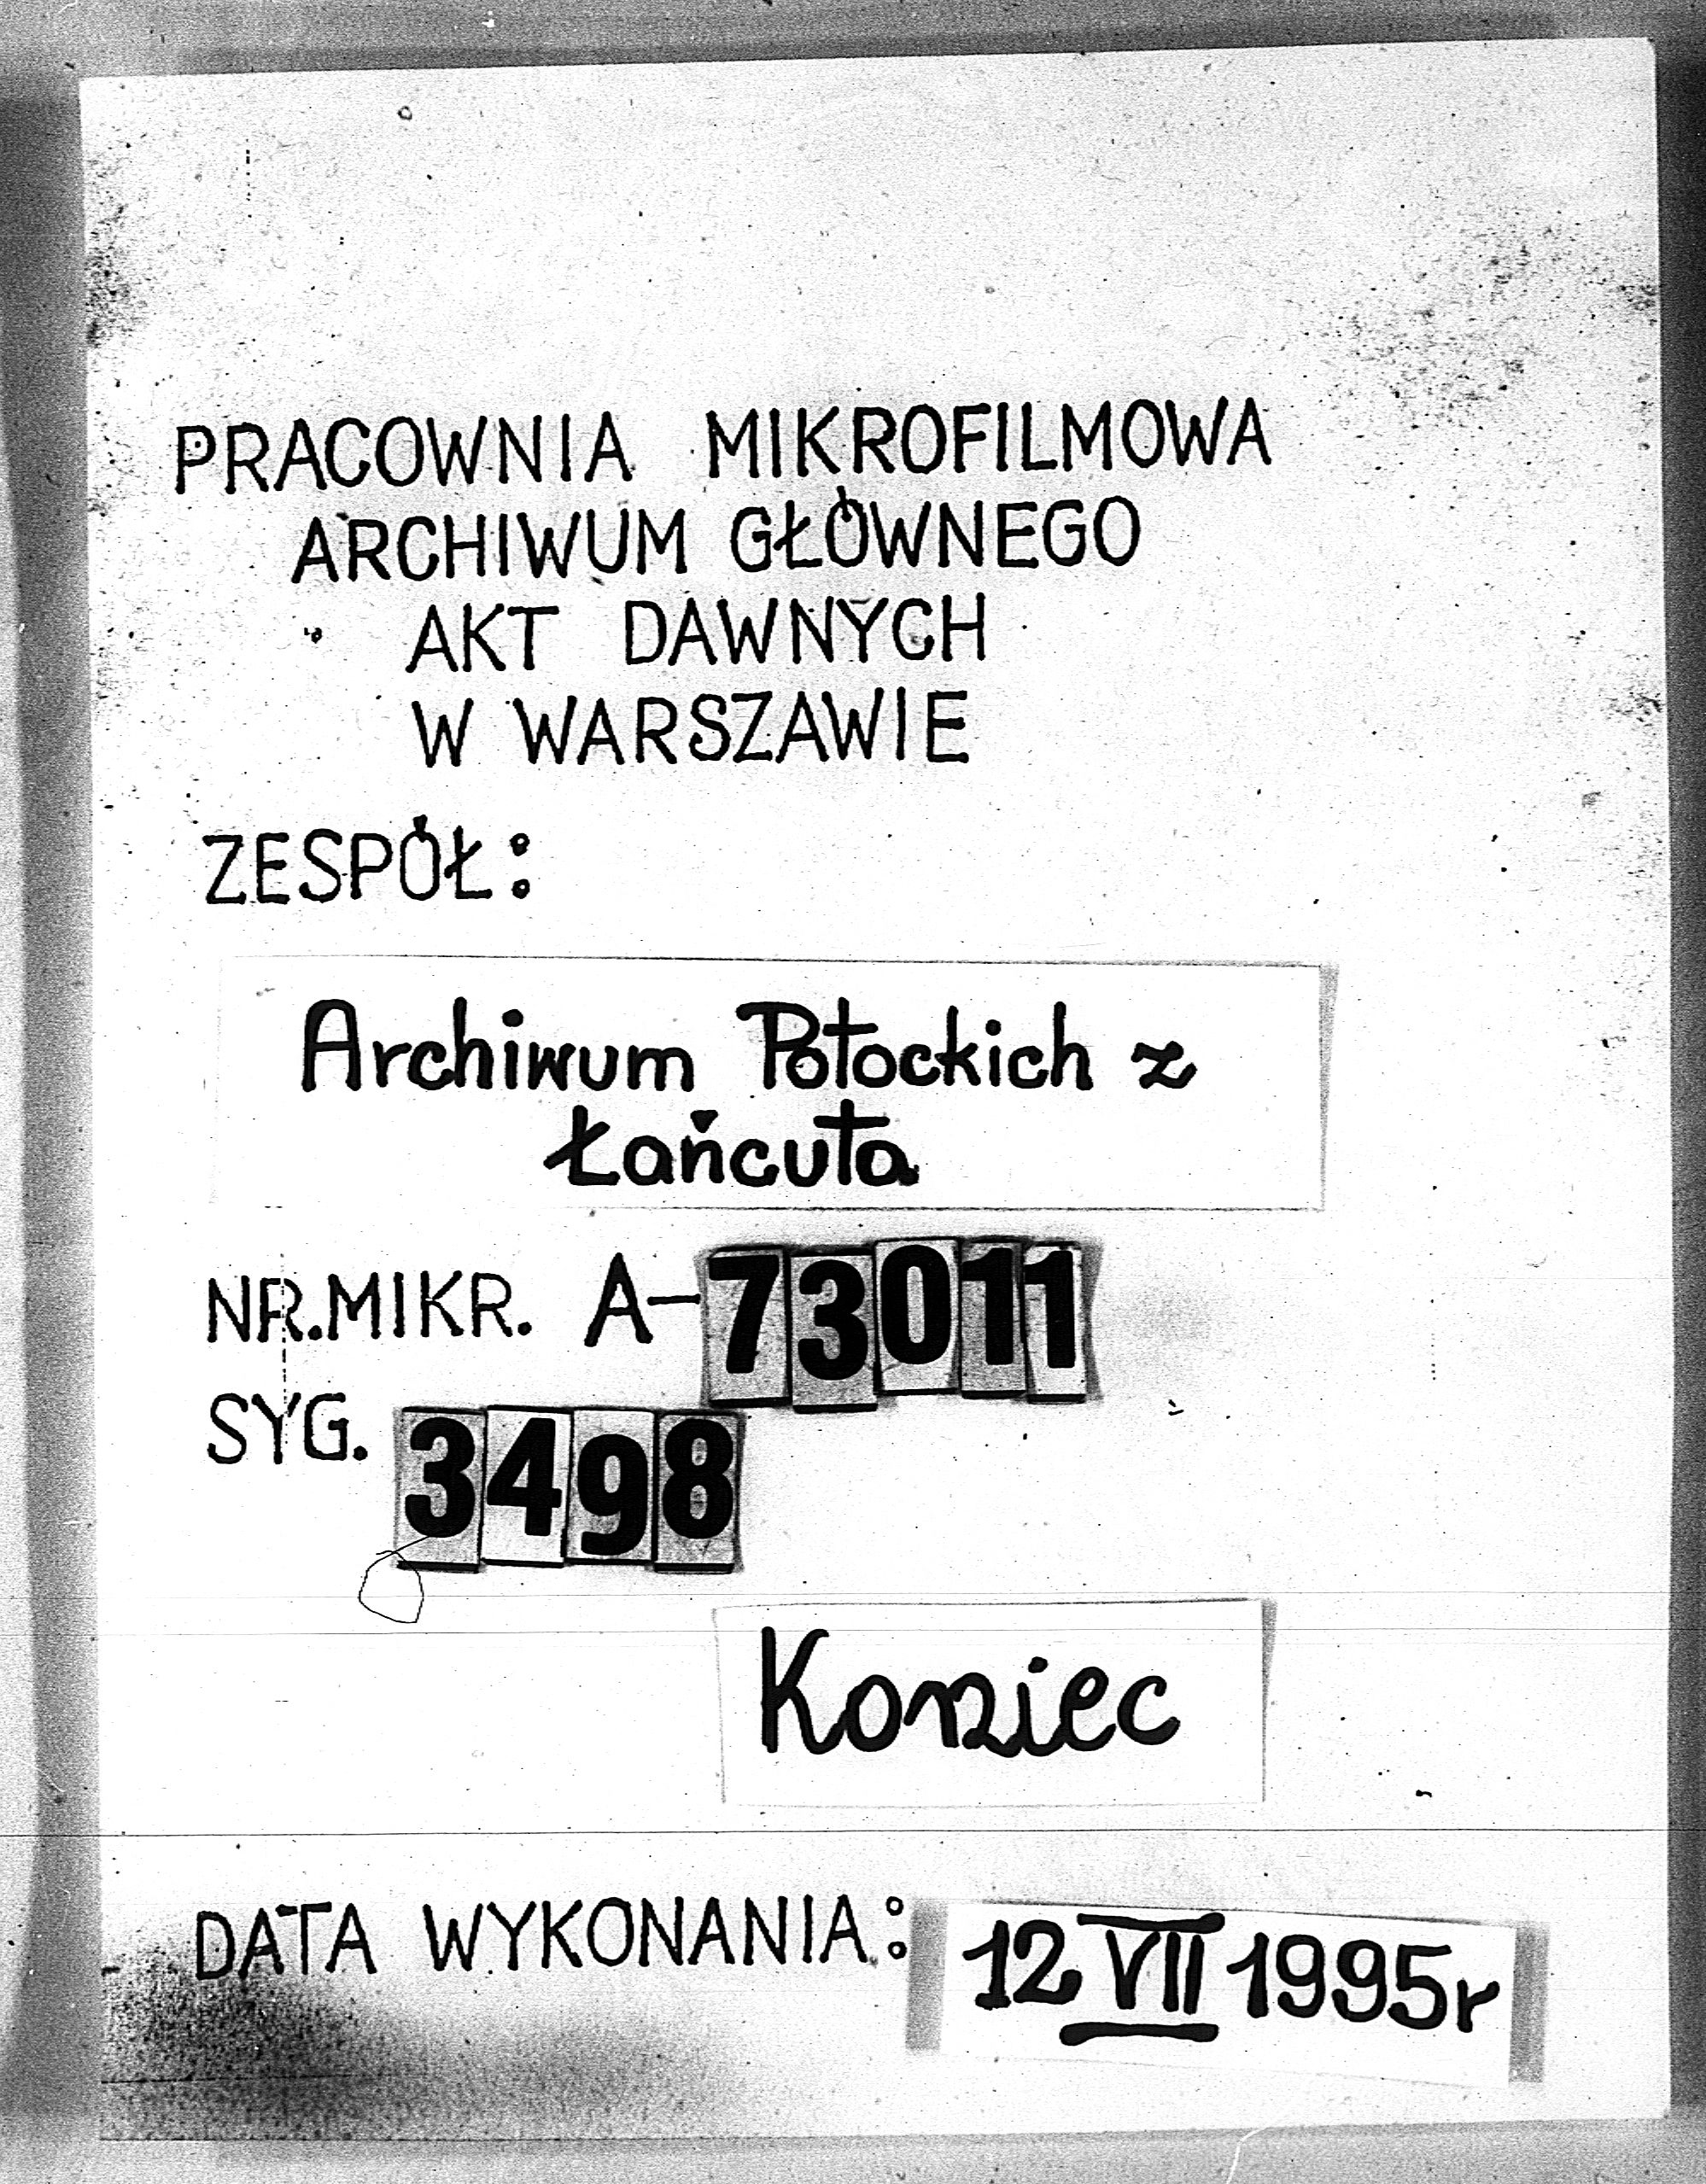 PRACOWNIA MIKROFILMOWA
ARCHIWUM GŁÓWNEGO
AKT DAWNYCH
W WARSZAWIE
ZESPÓŁ:
Archiwum Potockich z
Łańcuta
NR.MIKR. A-73011
SYG. 3498
Koniec
DATA WYKONANIA: 12 VII 1995r